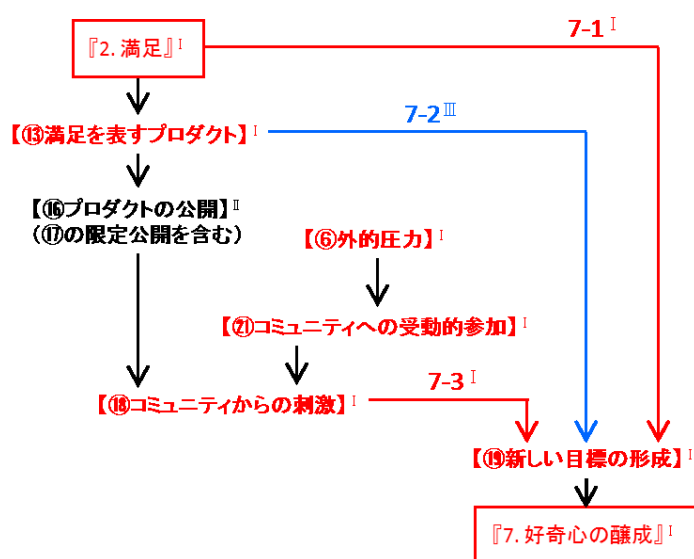 7-1 Ⅰ
『2. 満足』Ⅰ
【⑬満足を表すプロダクト】Ⅰ
7-2 Ⅲ
【⑯プロダクトの公開】Ⅱ
(⑰の限定公開を含む)
【⑥外的圧力】Ⅰ
【㉑コミュニティへの受動的参加】Ⅰ
7-3 Ⅰ
【⑱コミュニティからの刺激】Ⅰ
【⑲新しい目標の形成】Ⅰ
『7. 好奇心の醸成』Ⅰ